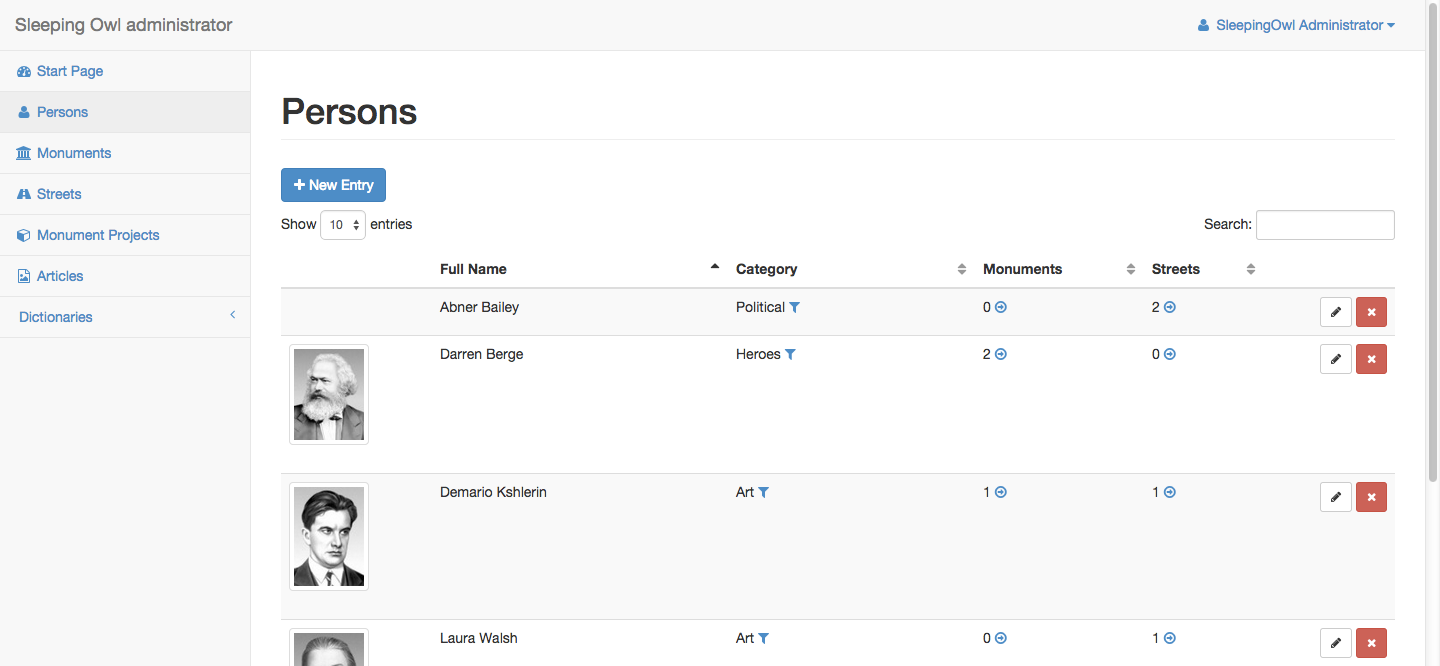 Sleeping Owl administrator
SleepingOwl Administrator
Start Page
Persons
Monuments
Streets
Monument Projects
Articles
Dictionaries
Persons
New Entry
Show 10 entries
Search:
Full Name Category Monuments Streets
Abner Bailey Political 0 2
Darren Berge Heroes 2 0
Demario Kshlerin Art 1 1
Laura Walsh Art 0 1